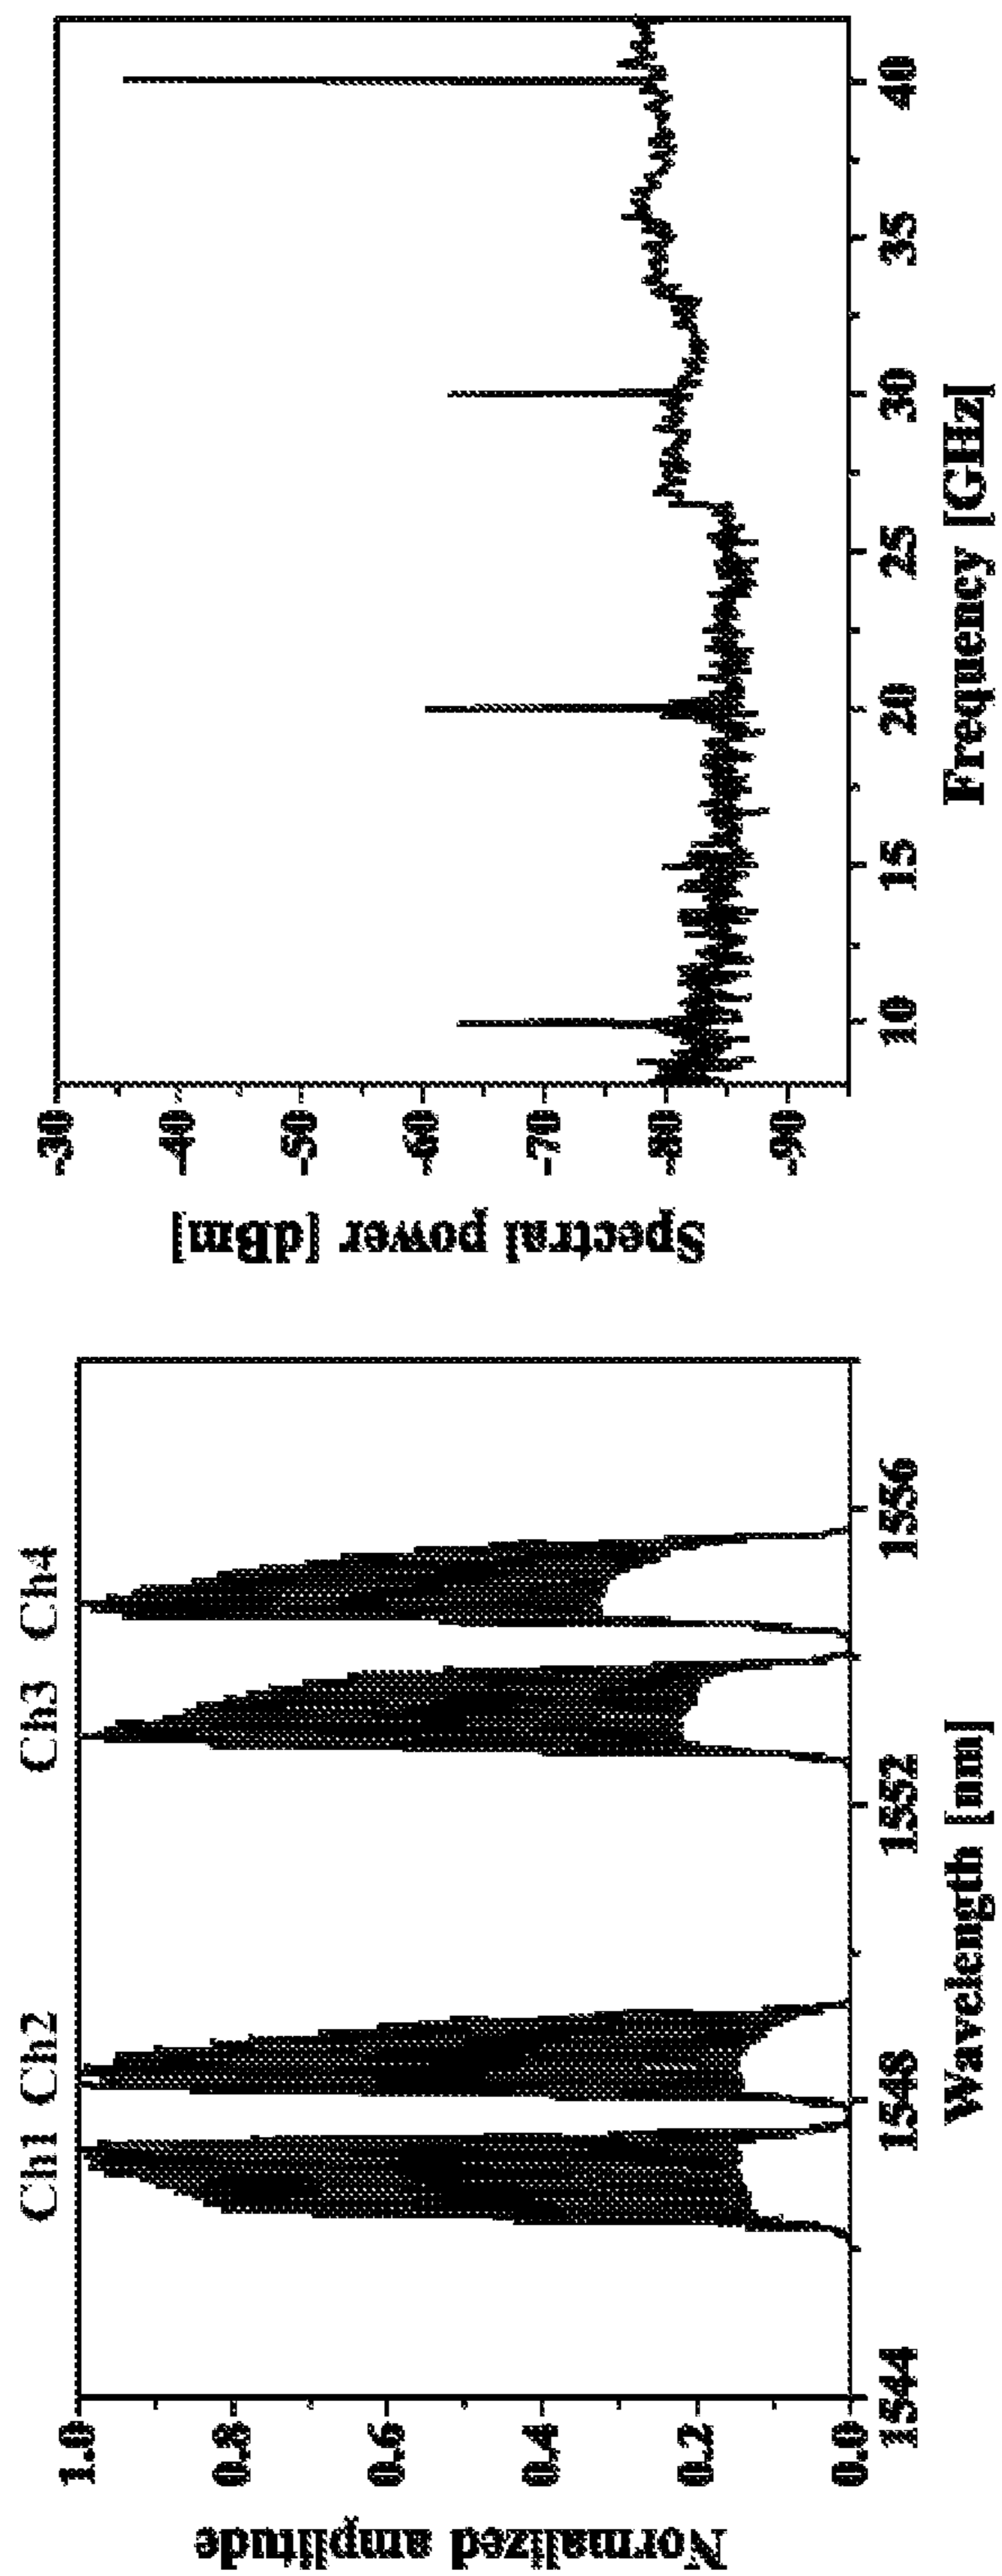 Ch1 Ch2 Ch3 Ch4
Normalized amplitude
1.0
0.8
0.6
0.4
0.2
0.0
1544 1548 1552 1556
Wavelength [nm]
Spectral power [dBm]
-30
-40
-50
-60
-70
-80
-90
10 15 20 25 30 35 40
Frequency [GHz]